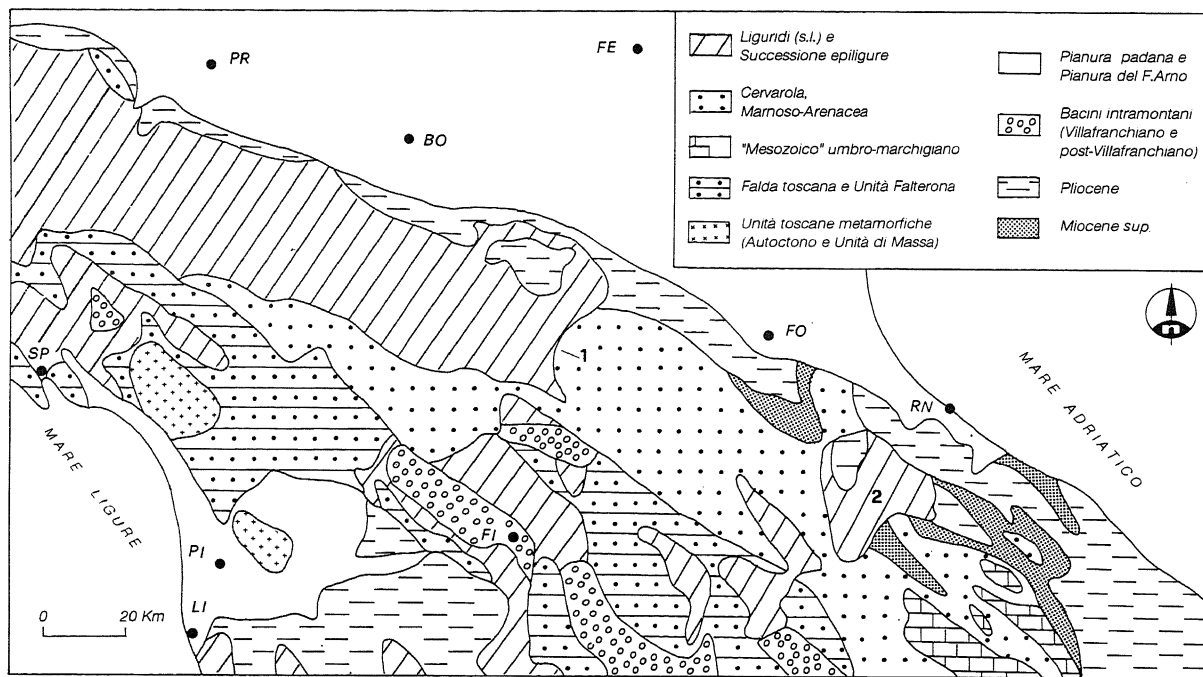 PR
FE
BO
Liguridi (s.l.) e
Successione epiligure
Cervarola,
Marnoso-Arenacea
"Mesozoico" umbro-marchigiano
Falda toscana e Unità Falterona
Unità toscane metamorfiche
(Autoctono e Unità di Massa)
Pianura padana e
Pianura del F.Arno
Bacini intramontani
(Villafranchiano e
post-Villafranchiano)
Pliocene
Miocene sup.
FO
1
SP
RN
MARE ADRIATICO
MARE LIGURE
2
FI
PI
LI
0 20 Km